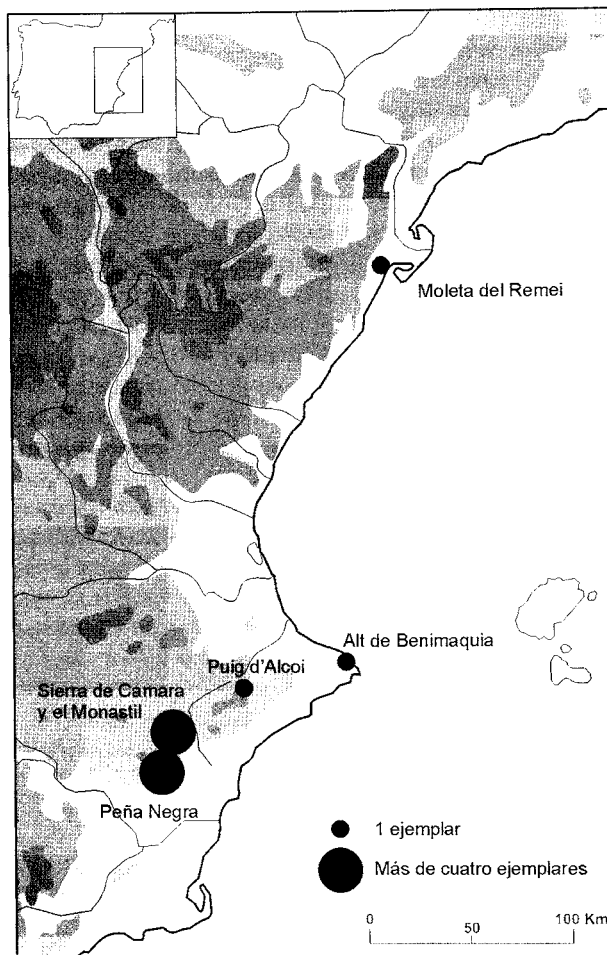 Moleta del Remei
Alt de Benimaquia
Puig d'Alcoi
Sierra de Camara
y el Monastil
Peña Negra
1 ejemplar
Más de cuatro ejemplares
0 50 100 Km